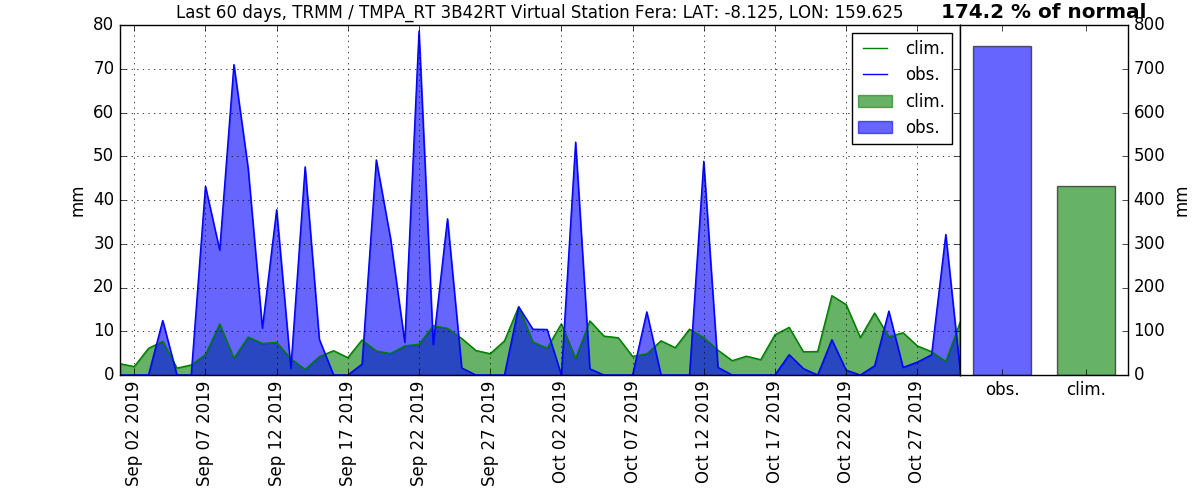 Last 60 days, TRMM / TMPA_RT 3B42RT Virtual Station Fera: LAT: -8.125, LON: 159.625
174.2 % of normal
80
70
60
50
40
30
20
10
0
mm
clim.
obs.
clim.
obs.
Sep 02 2019
Sep 07 2019
Sep 12 2019
Sep 17 2019
Sep 22 2019
Sep 27 2019
Oct 02 2019
Oct 07 2019
Oct 12 2019
Oct 17 2019
Oct 22 2019
Oct 27 2019
800
700
600
500
400
300
200
100
0
mm
obs.
clim.